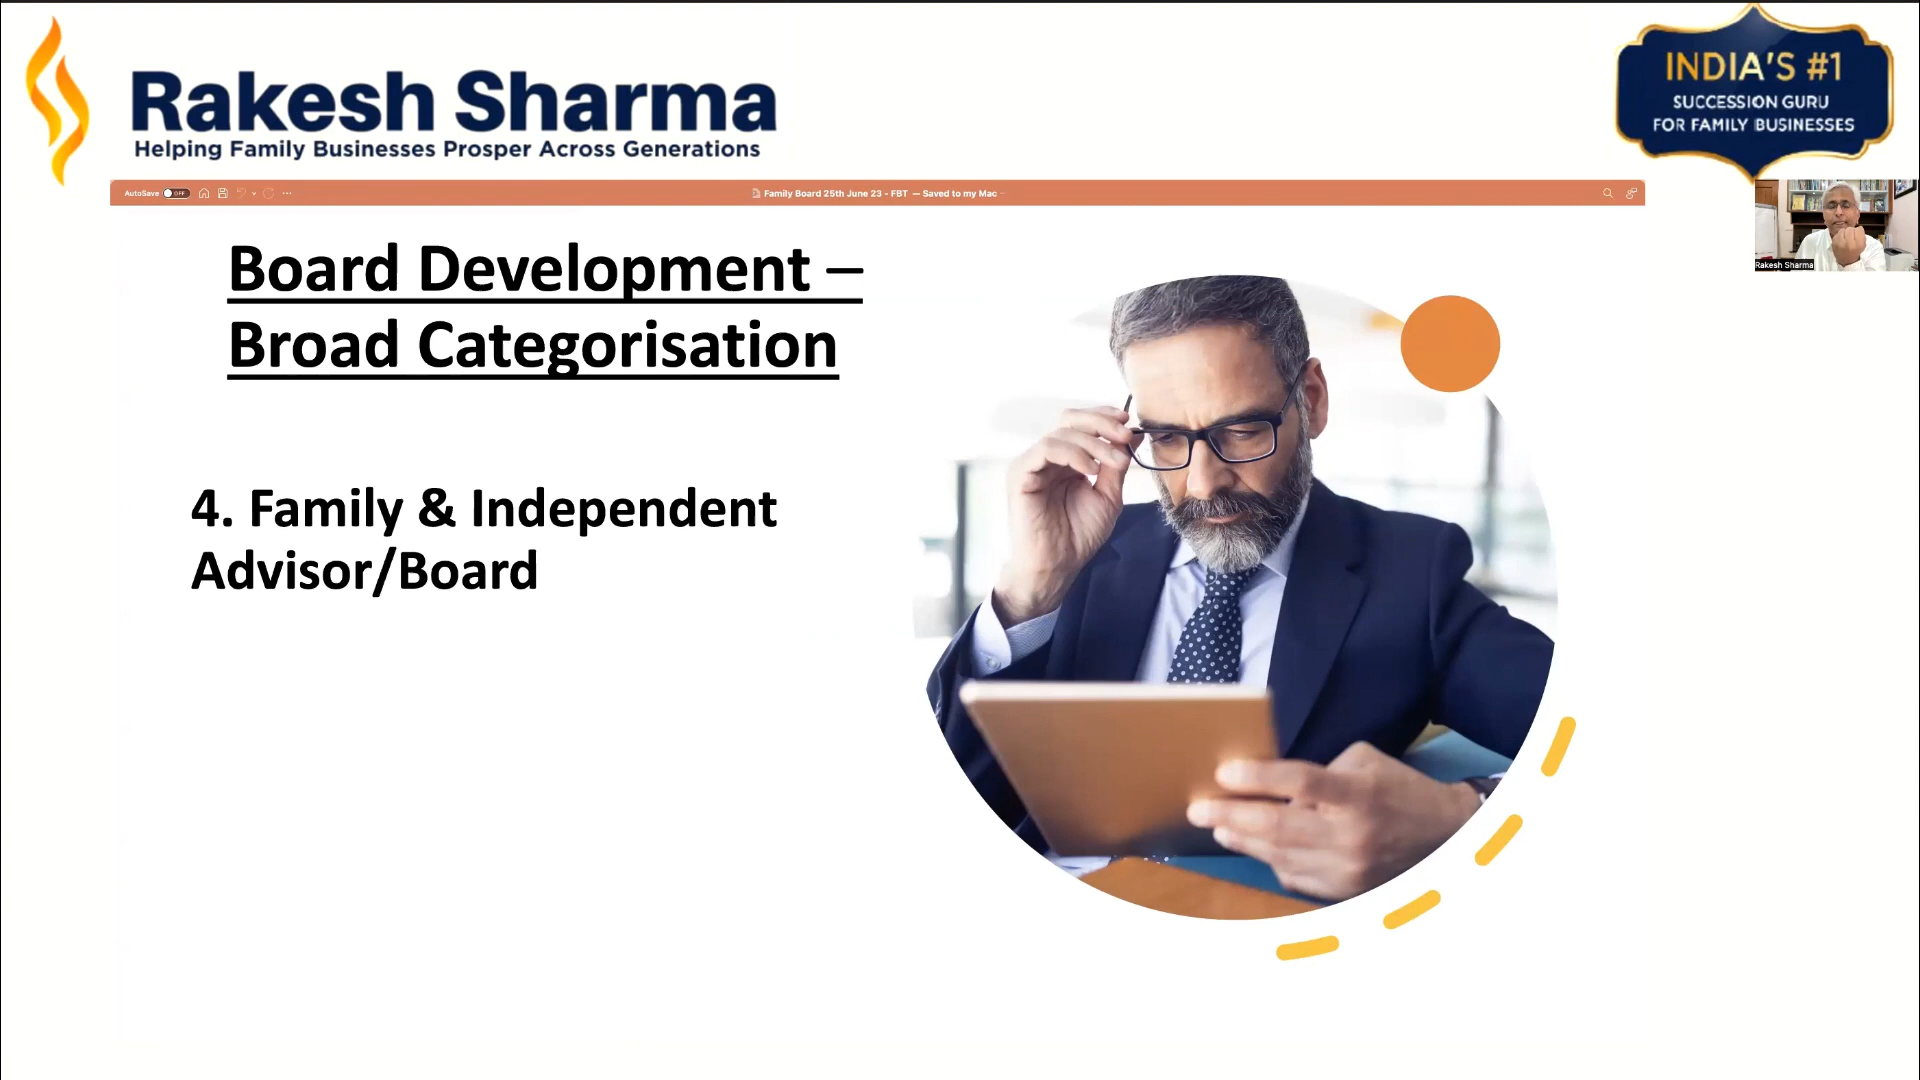 Rakesh Sharma
Helping Family Businesses Prosper Across Generations
INDIA'S #1
SUCCESSION GURU
FOR FAMILY BUSINESSES
AutoSave OFF
Family Board 25th June 23 - FBT — Saved to my Mac
Rakesh Sharma
Board Development –
Broad Categorisation
4. Family & Independent
Advisor/Board